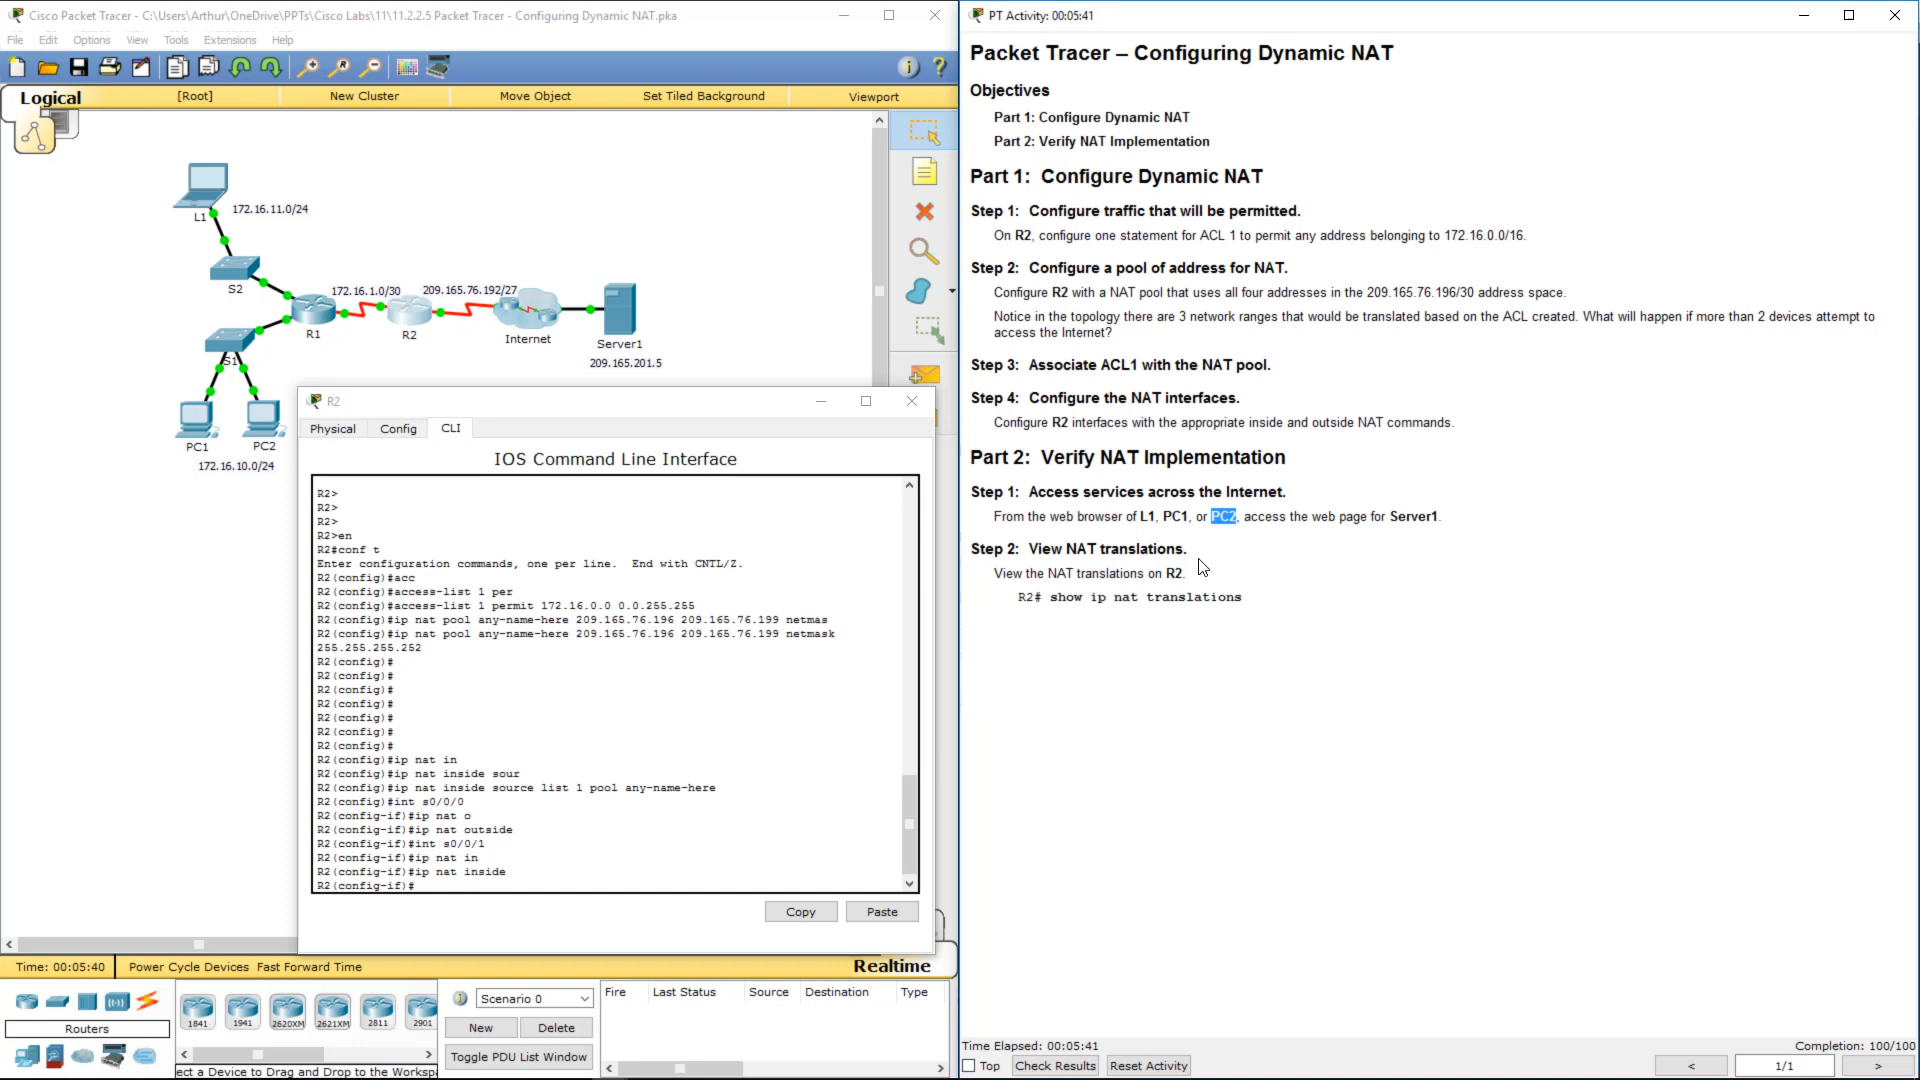 Cisco Packet Tracer - C:\Users\Arthur\OneDrive\PPTs\Cisco Labs\11\11.2.2.5 Packet Tracer - Configuring Dynamic NAT.pka
File Edit Options View Tools Extensions Help
Logical [Root] New Cluster Move Object Set Tiled Background Viewport
L1
172.16.11.0/24
S2
172.16.1.0/30
209.165.76.192/27
R1
R2
Internet
Server1
209.165.201.5
S1
PC1
PC2
172.16.10.0/24
R2
Physical Config CLI
IOS Command Line Interface
R2>
R2>
R2>
R2>en
R2#conf t
Enter configuration commands, one per line. End with CNTL/Z.
R2(config)#acc
R2(config)#access-list 1 per
R2(config)#access-list 1 permit 172.16.0.0 0.0.255.255
R2(config)#ip nat pool any-name-here 209.165.76.196 209.165.76.199 netmas
R2(config)#ip nat pool any-name-here 209.165.76.196 209.165.76.199 netmask
255.255.255.252
R2(config)#
R2(config)#
R2(config)#
R2(config)#
R2(config)#
R2(config)#
R2(config)#
R2(config)#ip nat in
R2(config)#ip nat inside sour
R2(config)#ip nat inside source list 1 pool any-name-here
R2(config)#int s0/0/0
R2(config-if)#ip nat o
R2(config-if)#ip nat outside
R2(config-if)#int s0/0/1
R2(config-if)#ip nat in
R2(config-if)#ip nat inside
R2(config-if)#
Copy Paste
Time: 00:05:40 Power Cycle Devices Fast Forward Time Realtime
Routers
1841 1941 2620XM 2621XM 2811 2901
ect a Device to Drag and Drop to the Workspa
Scenario 0
New Delete
Toggle PDU List Window
Fire Last Status Source Destination Type
PT Activity: 00:05:41
Packet Tracer – Configuring Dynamic NAT
Objectives
Part 1: Configure Dynamic NAT
Part 2: Verify NAT Implementation
Part 1: Configure Dynamic NAT
Step 1: Configure traffic that will be permitted.
On R2, configure one statement for ACL 1 to permit any address belonging to 172.16.0.0/16.
Step 2: Configure a pool of address for NAT.
Configure R2 with a NAT pool that uses all four addresses in the 209.165.76.196/30 address space.
Notice in the topology there are 3 network ranges that would be translated based on the ACL created. What will happen if more than 2 devices attempt to
access the Internet?
Step 3: Associate ACL1 with the NAT pool.
Step 4: Configure the NAT interfaces.
Configure R2 interfaces with the appropriate inside and outside NAT commands.
Part 2: Verify NAT Implementation
Step 1: Access services across the Internet.
From the web browser of L1, PC1, or PC2, access the web page for Server1.
Step 2: View NAT translations.
View the NAT translations on R2.
R2# show ip nat translations
Time Elapsed: 00:05:41 Completion: 100/100
Top Check Results Reset Activity < 1/1 >